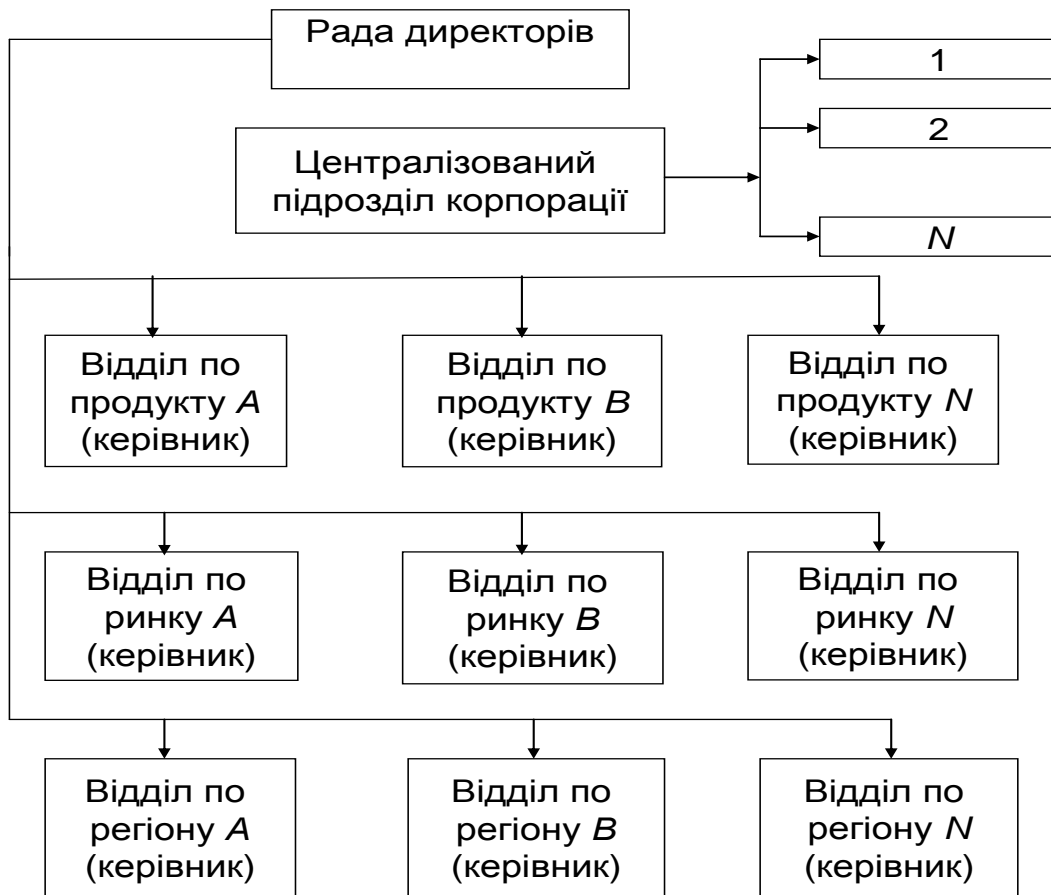 Рада директорів
1
2
Централізований
підрозділ корпорації
N
Відділ по
продукту A
(керівник)
Відділ по
продукту B
(керівник)
Відділ по
продукту N
(керівник)
Відділ по
ринку A
(керівник)
Відділ по
ринку B
(керівник)
Відділ по
ринку N
(керівник)
Відділ по
регіону A
(керівник)
Відділ по
регіону B
(керівник)
Відділ по
регіону N
(керівник)